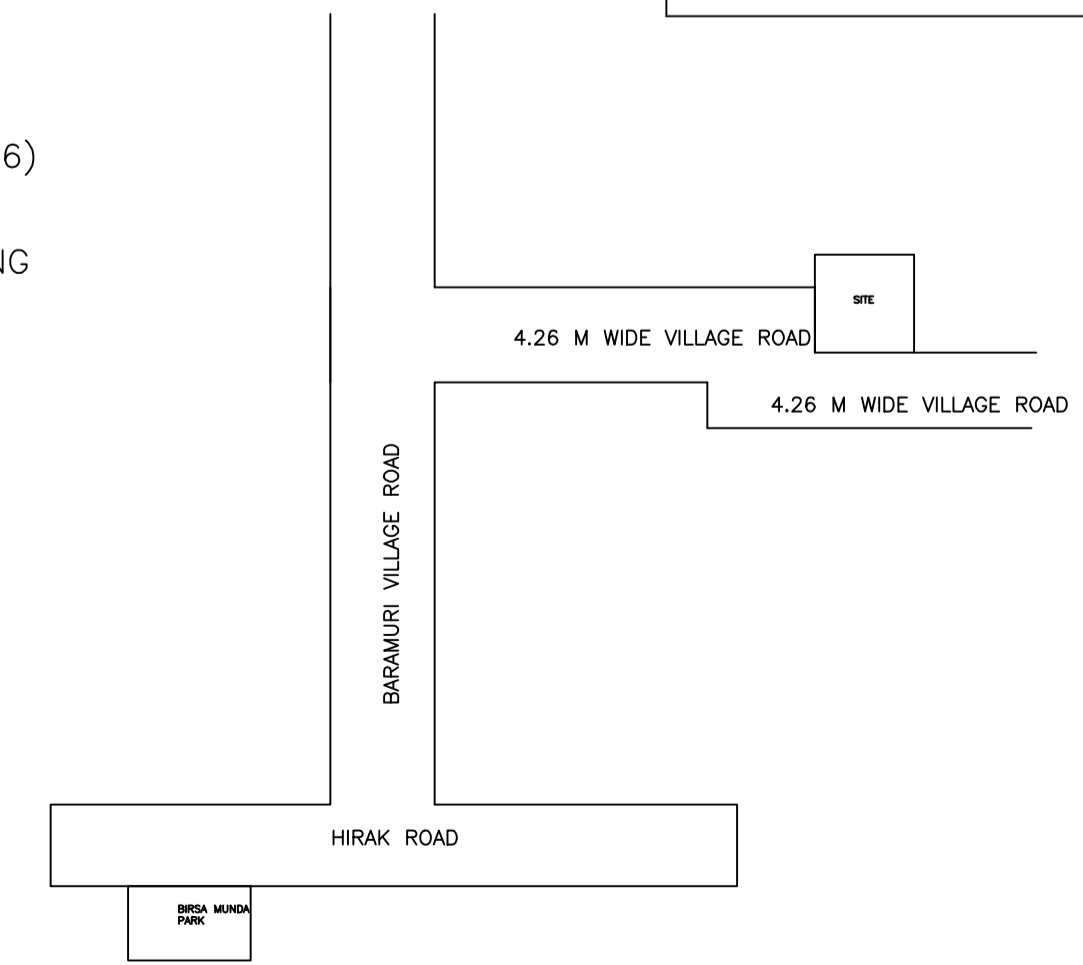 6)
NG
SITE
4.26 M WIDE VILLAGE ROAD
4.26 M WIDE VILLAGE ROAD
BARAMURI VILLAGE ROAD
HIRAK ROAD
BIRSA MUNDA
PARK